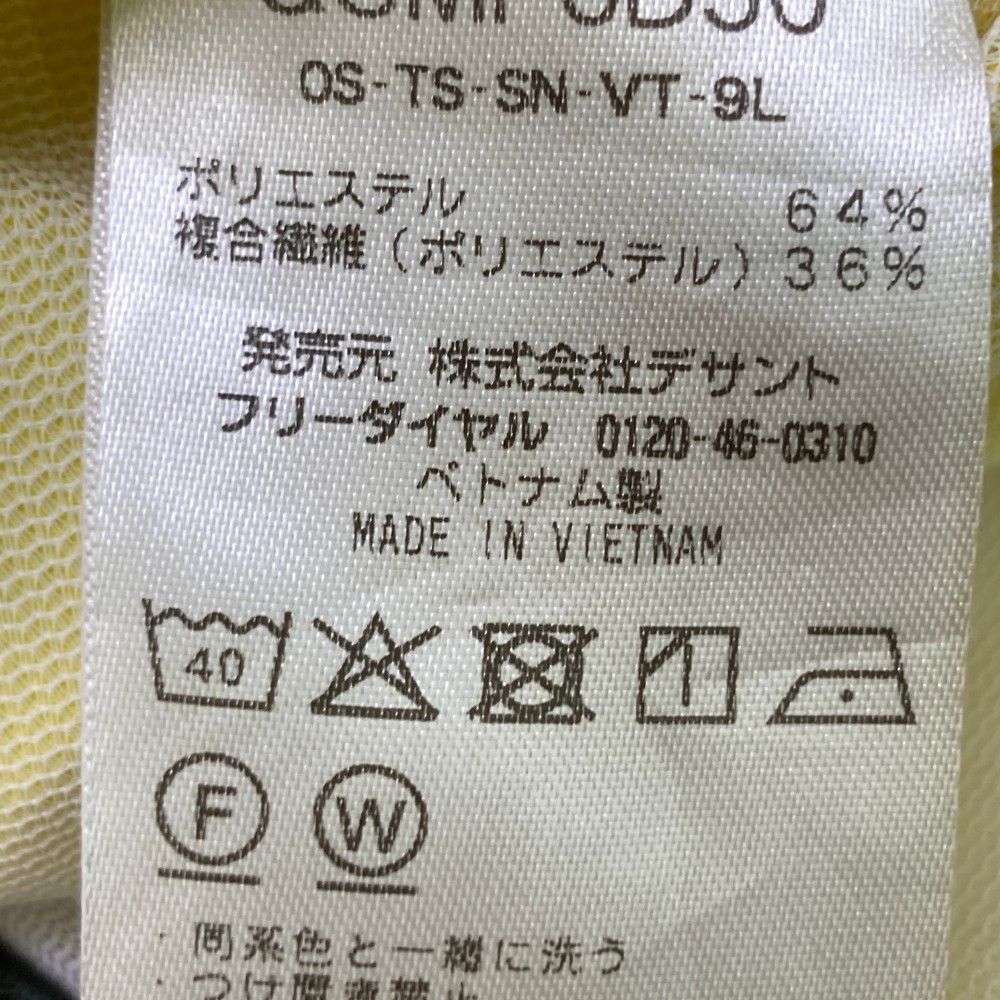 OS-TS-SN-VT-9L
ポリエステル 64%
複合繊維(ポリエステル)36%
発売元 株式会社デサント
フリーダイヤル 0120-46-0310
ベトナム製
MADE IN VIETNAM
40
F W
・同系色と一緒に洗う